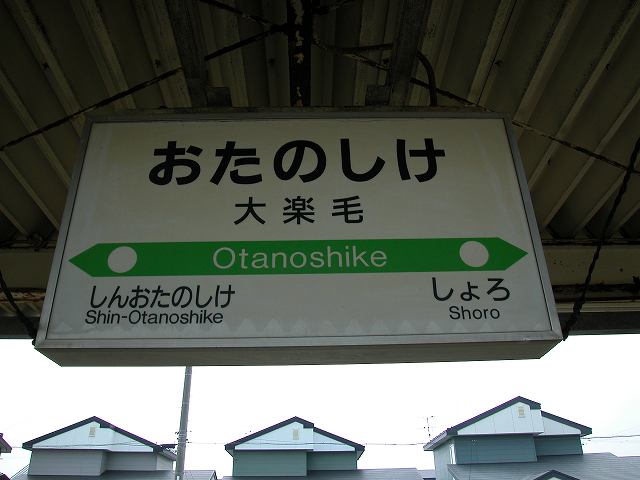 おたのしけ
大楽毛
Otanoshike
しんおたのしけ
Shin-Otanoshike
しょろ
Shoro